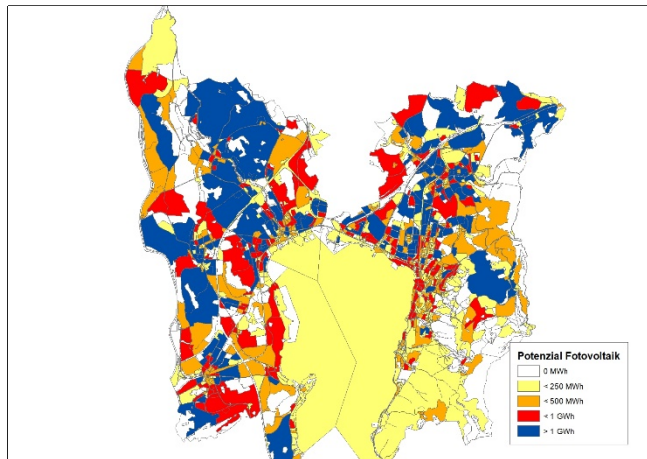 Potenzial Fotovoltaik
0 MWh
< 250 MWh
< 500 MWh
< 1 GWh
> 1 GWh